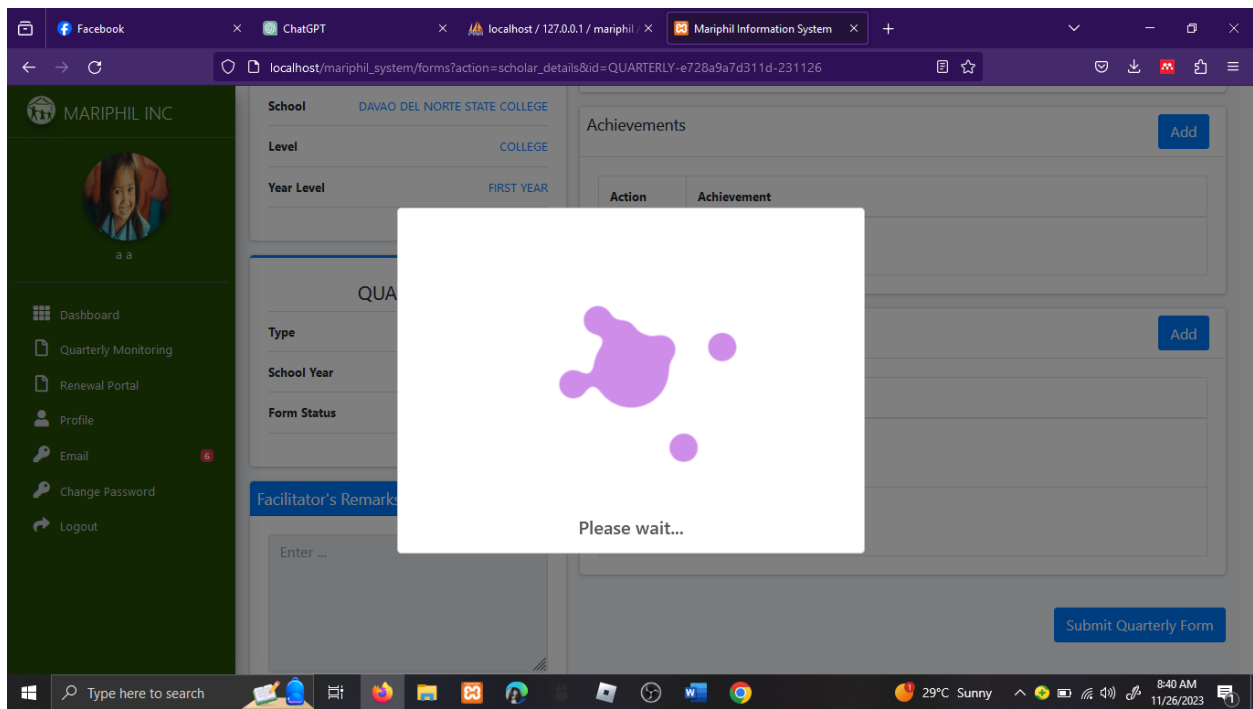 Facebook
ChatGPT
localhost / 127.0.0.1 / mariphil /
Mariphil Information System
localhost/mariphil_system/forms?action=scholar_details&id=QUARTERLY-e728a9a7d311d-231126
MARIPHIL INC
a a
Dashboard
Quarterly Monitoring
Renewal Portal
Profile
Email 6
Change Password
Logout
School DAVAO DEL NORTE STATE COLLEGE
Level COLLEGE
Year Level FIRST YEAR
QUA
Type
School Year
Form Status
Facilitator's Remarks
Enter ...
Achievements Add
Action Achievement
Add
Please wait...
Submit Quarterly Form
Type here to search
29°C Sunny
8:40 AM
11/26/2023
1